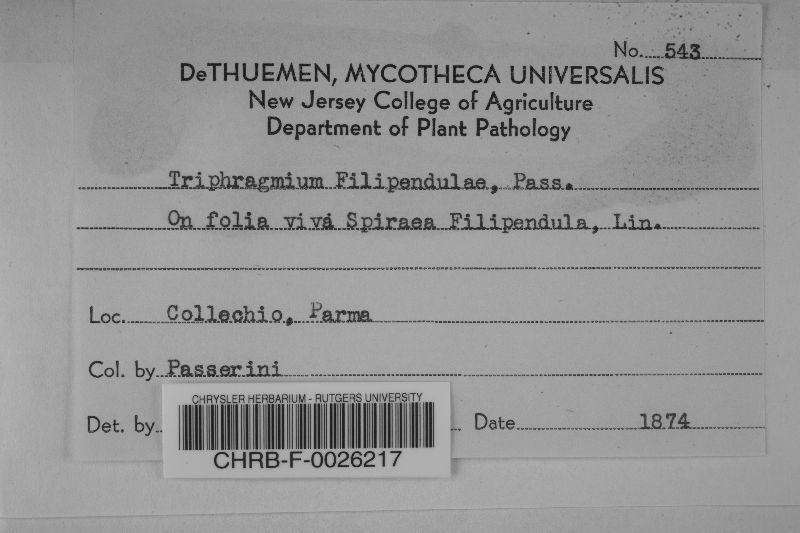 No. 543
DeTHUEMEN, MYCOTHECA UNIVERSALIS
New Jersey College of Agriculture
Department of Plant Pathology
Triphragmium Filipendulae, Pass.
On folia vivá Spiraea Filipendula, Lin.
Loc. Collechio, Parma
Col. by Passerini
Det. by
Date 1874
CHRYSLER HERBARIUM - RUTGERS UNIVERSITY
CHRB-F-0026217